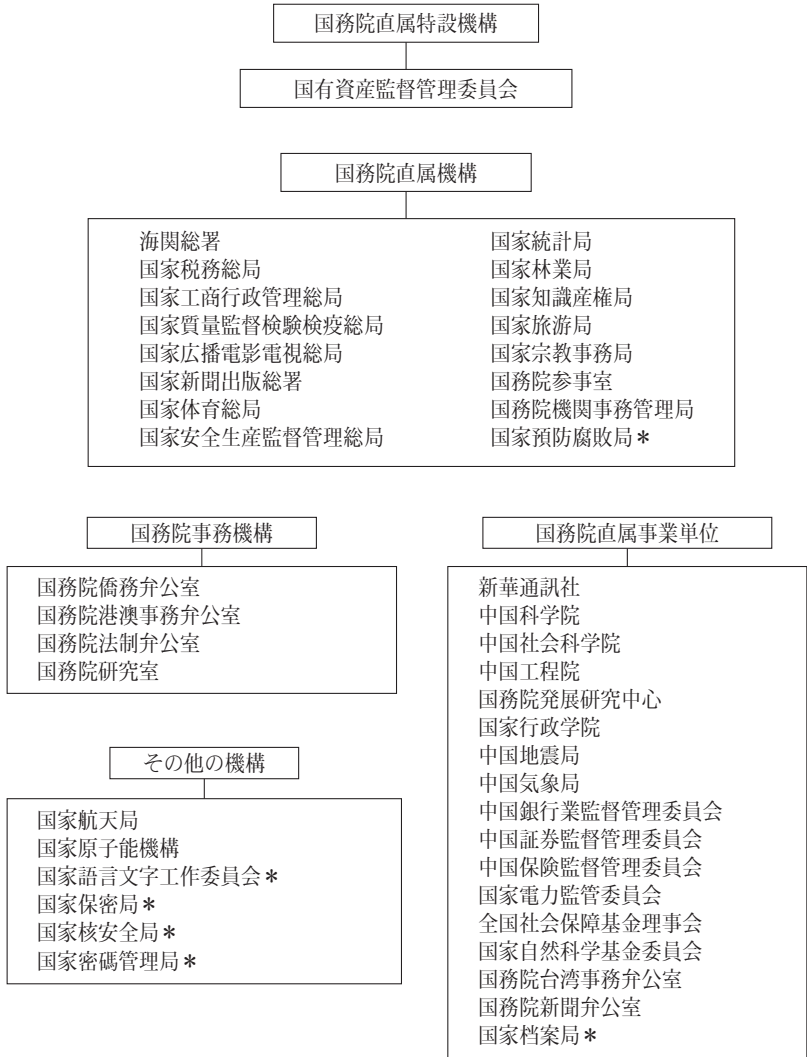 国務院直属特設機構
国有資産監督管理委員会
国務院直属機構
海関総署
国家税務総局
国家工商行政管理総局
国家質量監督検験検疫総局
国家広播電影電視総局
国家新聞出版総署
国家体育総局
国家安全生産監督管理総局
国家統計局
国家林業局
国家知識産権局
国家旅游局
国家宗教事務局
国務院参事室
国務院機関事務管理局
国家預防腐敗局*
国務院事務機構
国務院僑務弁公室
国務院港澳事務弁公室
国務院法制弁公室
国務院研究室
その他の機構
国家航天局
国家原子能機構
国家語言文字工作委員会*
国家保密局*
国家核安全局*
国家密碼管理局*
国務院直属事業単位
新華通訊社
中国科学院
中国社会科学院
中国工程院
国務院発展研究中心
国家行政学院
中国地震局
中国気象局
中国銀行業監督管理委員会
中国証券監督管理委員会
中国保険監督管理委員会
国家電力監管委員会
全国社会保障基金理事会
国家自然科学基金委員会
国務院台湾事務弁公室
国務院新聞弁公室
国家档案局*